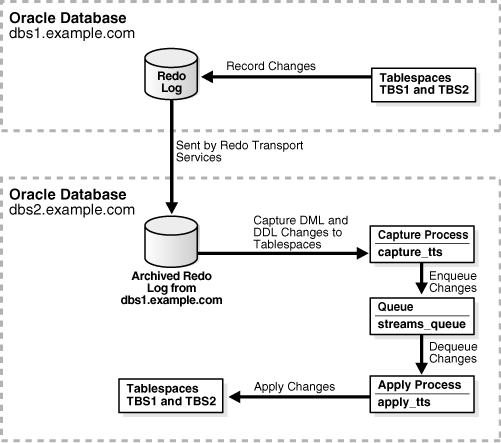 Oracle Database
dbs1.example.com
Redo
Log
Record Changes
Tablespaces
TBS1 and TBS2
Sent by Redo Transport
Services
Oracle Database
dbs2.example.com
Archived Redo
Log from
dbs1.example.com
Capture DML and
DDL Changes to
Tablespaces
Capture Process
capture_tts
Enqueue
Changes
Queue
streams_queue
Dequeue
Changes
Apply Process
apply_tts
Apply Changes
Tablespaces
TBS1 and TBS2